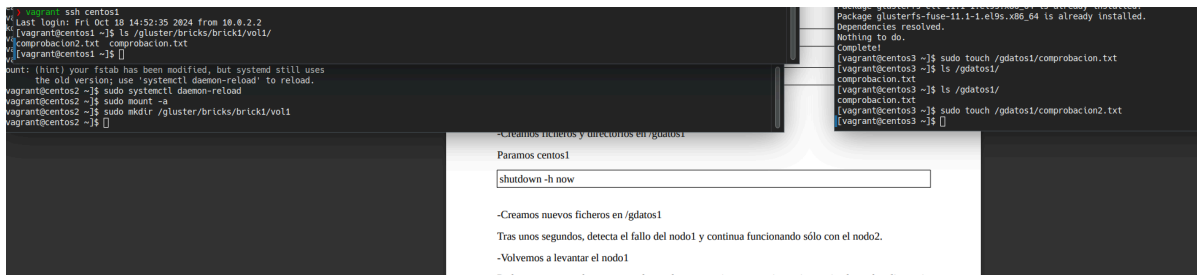 vagrant ssh centos1
Last login: Fri Oct 18 14:52:35 2024 from 10.0.2.2
[vagrant@centos1 ~]$ ls /gluster/bricks/brick1/vol1/
comprobacion2.txt comprobacion.txt
[vagrant@centos1 ~]$
ount: (hint) your fstab has been modified, but systemd still uses
the old version; use 'systemctl daemon-reload' to reload.
vagrant@centos2 ~]$ sudo systemctl daemon-reload
vagrant@centos2 ~]$ sudo mount -a
vagrant@centos2 ~]$ sudo mkdir /gluster/bricks/brick1/vol1
vagrant@centos2 ~]$
Package glusterfs-fuse-11.1-1.el9s.x86_64 is already installed.
Dependencies resolved.
Nothing to do.
Complete!
[vagrant@centos3 ~]$ sudo touch /gdatos1/comprobacion.txt
[vagrant@centos3 ~]$ ls /gdatos1/
comprobacion.txt
[vagrant@centos3 ~]$ ls /gdatos1/
comprobacion.txt
[vagrant@centos3 ~]$ sudo touch /gdatos1/comprobacion2.txt
[vagrant@centos3 ~]$
-Creamos ficheros y directorios en /gdatos1
Paramos centos1
shutdown -h now
-Creamos nuevos ficheros en /gdatos1
Tras unos segundos, detecta el fallo del nodo1 y continua funcionando sólo con el nodo2.
-Volvemos a levantar el nodo1